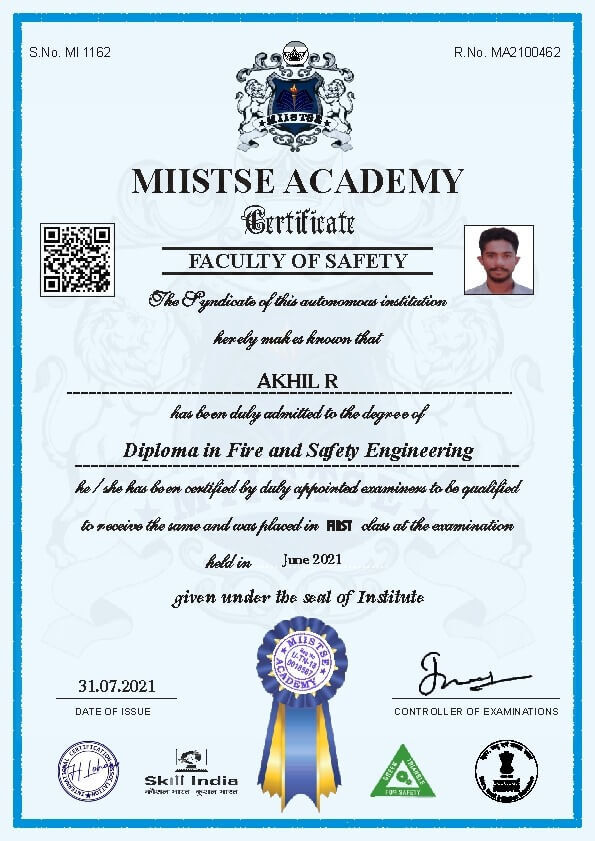 S.No. MI 1162
R.No. MA2100462
MIISTSE
MIISTSE ACADEMY
Certificate
FACULTY OF SAFETY
The Syndicate of this autonomous institution
herely makes known that
AKHIL R
has been duly admitted to the degree of
Diploma in Fire and Safety Engineering
he / she has been certified by duly appointed examiners to be qualified
to receive the same and was placed in FIRST class at the examination
held in June 2021
given under the seal of Institute
MIISTSE
ACADEMY
31.07.2021
DATE OF ISSUE
CONTROLLER OF EXAMINATIONS
Skill India
कौशल भारत - कुशल भारत
GREEN TRIANGLE
FOR SAFETY